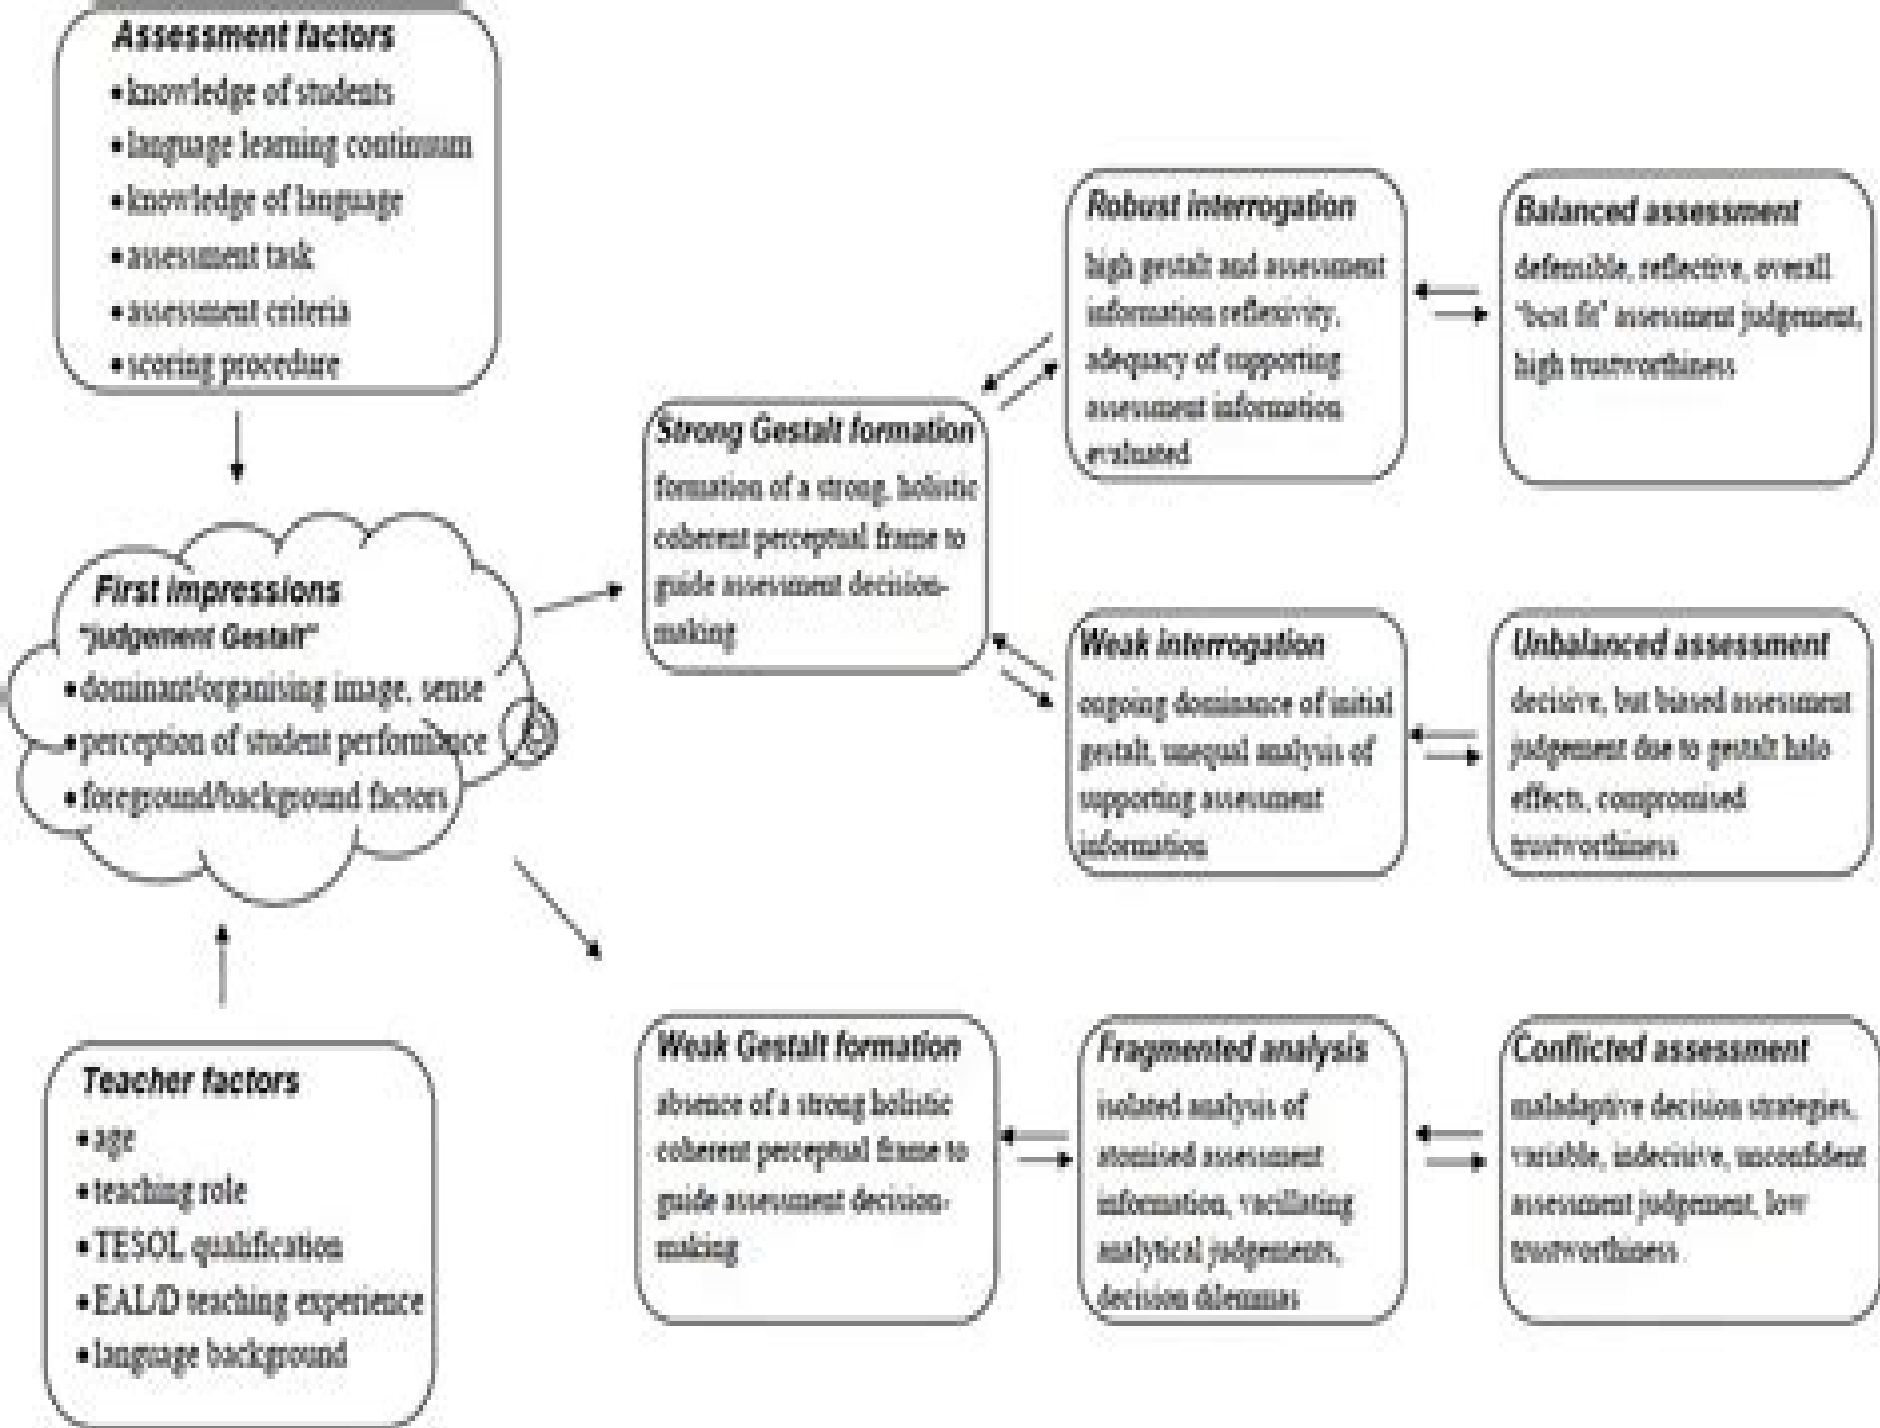 Assessment factors
•knowledge of students
•language learning continuum
•knowledge of language
•assessment task
•assessment criteria
•scoring procedure
First impressions
"judgement Gestalt"
•dominant/organising image, sense
•perception of student performance
•foreground/background factors
Teacher factors
•age
•teaching role
•TESOL qualification
•EAL/D teaching experience
•language background
Strong Gestalt formation
formation of a strong, holistic
coherent perceptual frame to
guide assessment decision-
making
Robust interrogation
high gestalt and assessment
information reflexivity,
adequacy of supporting
assessment information
evaluated
Balanced assessment
defensible, reflective, overall
"best fit" assessment judgement,
high trustworthiness
Weak interrogation
ongoing dominance of initial
gestalt, unequal analysis of
supporting assessment
information
Unbalanced assessment
decisive, but biased assessment
judgement due to gestalt halo
effects, compromised
trustworthiness
Weak Gestalt formation
absence of a strong holistic
coherent perceptual frame to
guide assessment decision-
making
Fragmented analysis
isolated analysis of
atomised assessment
information, vacillating
analytical judgements,
decision dilemmas
Conflicted assessment
maladaptive decision strategies,
variable, indecisive, unconfident
assessment judgement, low
trustworthiness